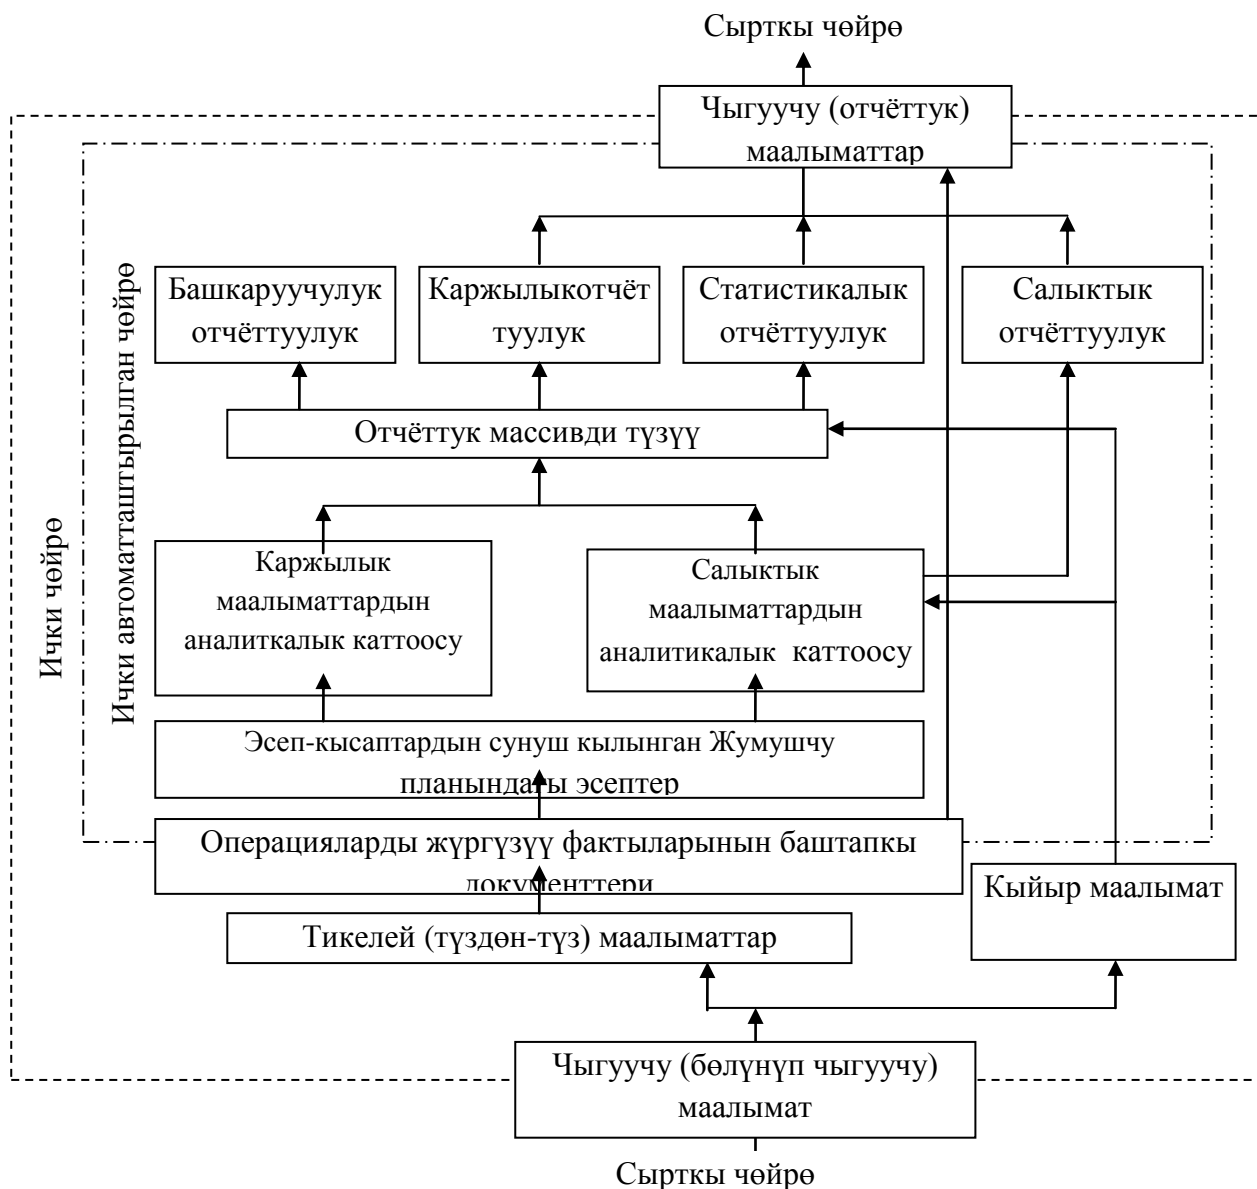 Сырткы чөйрө
Чыгуучу (отчёттук)
маалыматтар
Ички чөйрө
Ички автоматташтырылган чөйрө
Башкаруучулук
отчёттуулук
Каржылыкотчёт
туулук
Статистикалык
отчёттуулук
Салыктык
отчёттуулук
Отчёттук массивди түзүү
Каржылык
маалыматтардын
аналиткалык каттоосу
Салыктык
маалыматтардын
аналитикалык каттоосу
Эсеп-кысаптардын сунуш кылынган Жумушчу
планындагы эсептер
Операцияларды жүргүзүү фактыларынын баштапкы
документтери
Кыйыр маалымат
Тикелей (түздөн-түз) маалыматтар
Чыгуучу (бөлүнүп чыгуучу)
маалымат
Сырткы чөйрө